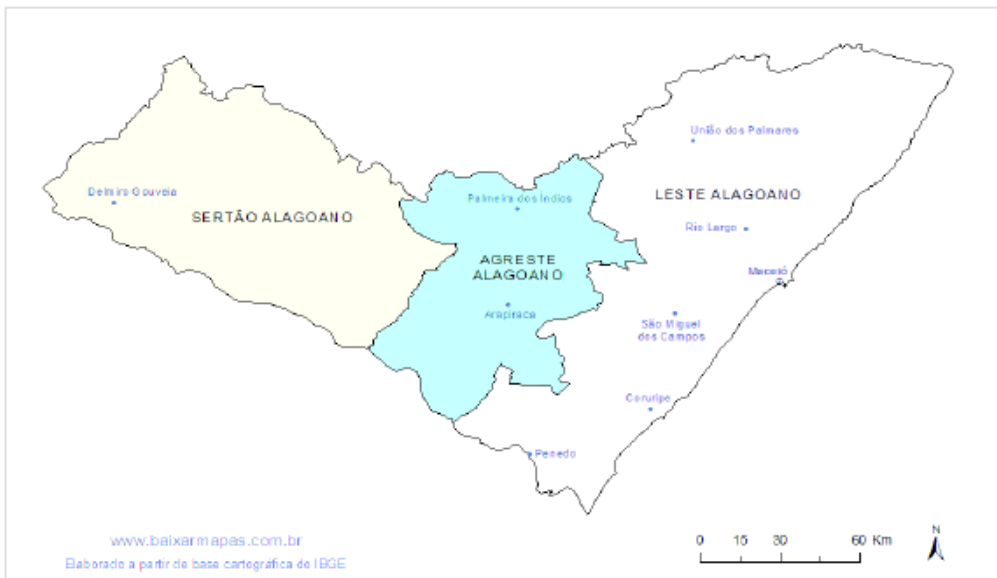 União dos Palmares
Delmiro Gouveia
Palmeira dos Índios
LESTE ALAGOANO
SERTÃO ALAGOANO
Rio Largo
AGRESTE
ALAGOANO
Maceió
Arapiraca
São Miguel
dos Campos
Coruripe
Penedo
www.baixarmapas.com.br
Elaborado a partir de base cartográfica do IBGE
N
0 15 30 60 Km